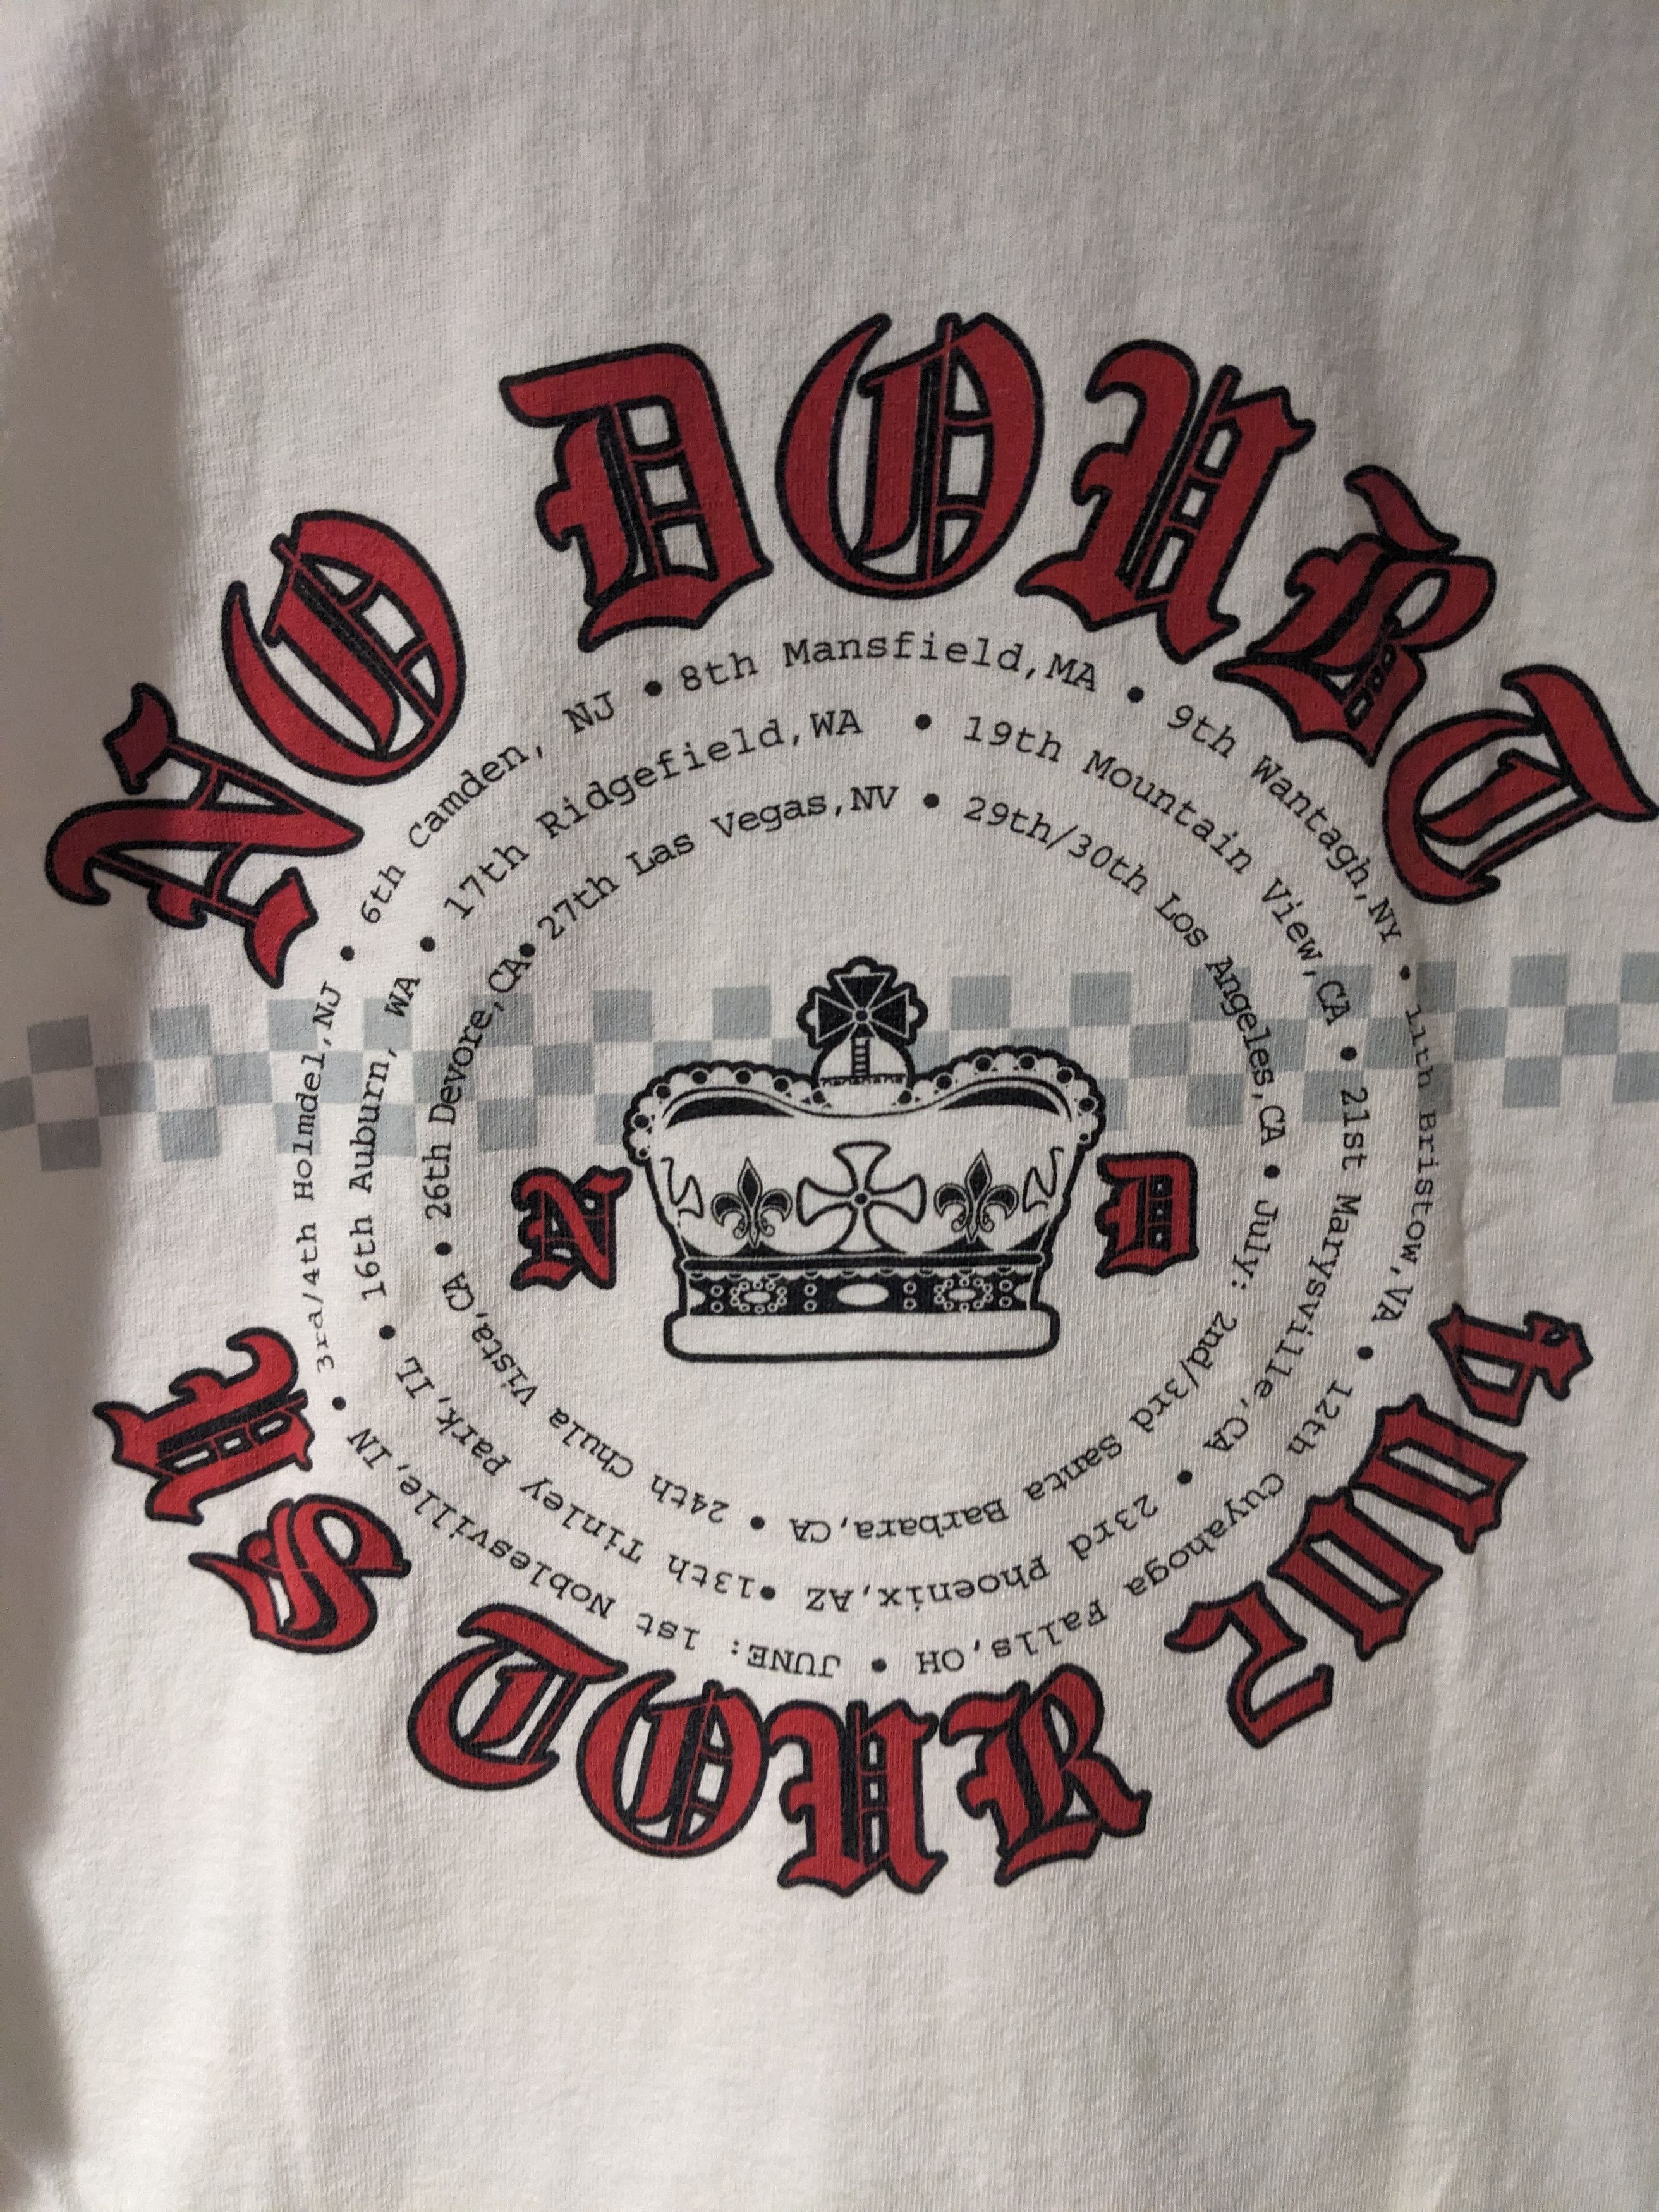 NO DOUBT
JUNE: 1st Noblesville,IN • 3rd/4th Holmdel,NJ • 6th Camden, NJ • 8th Mansfield,MA • 9th Wantagh,NY • 11th Bristow,VA • 12th Cuyahoga Falls,OH •
13th Tinley Park,IL • 16th Auburn, WA • 17th Ridgefield,WA • 19th Mountain View,CA • 21st Marysville,CA • 23rd Phoenix,AZ •
24th Chula Vista,CA • 26th Devore,CA• 27th Las Vegas,NV • 29th/30th Los Angeles,CA • July: 2nd/3rd Santa Barbara,CA •
N D
US TOUR 2004